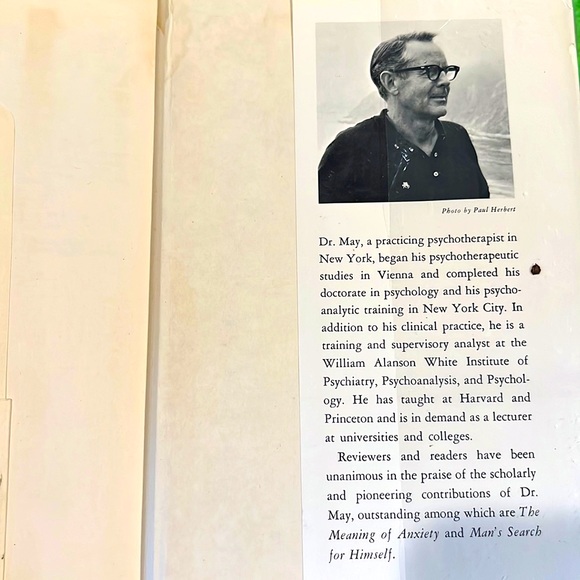 Photo by Paul Herbert
Dr. May, a practicing psychotherapist in
New York, began his psychotherapeutic
studies in Vienna and completed his
doctorate in psychology and his psycho-
analytic training in New York City. In
addition to his clinical practice, he is a
training and supervisory analyst at the
William Alanson White Institute of
Psychiatry, Psychoanalysis, and Psychol-
ogy. He has taught at Harvard and
Princeton and is in demand as a lecturer
at universities and colleges.
Reviewers and readers have been
unanimous in the praise of the scholarly
and pioneering contributions of Dr.
May, outstanding among which are The
Meaning of Anxiety and Man's Search
for Himself.